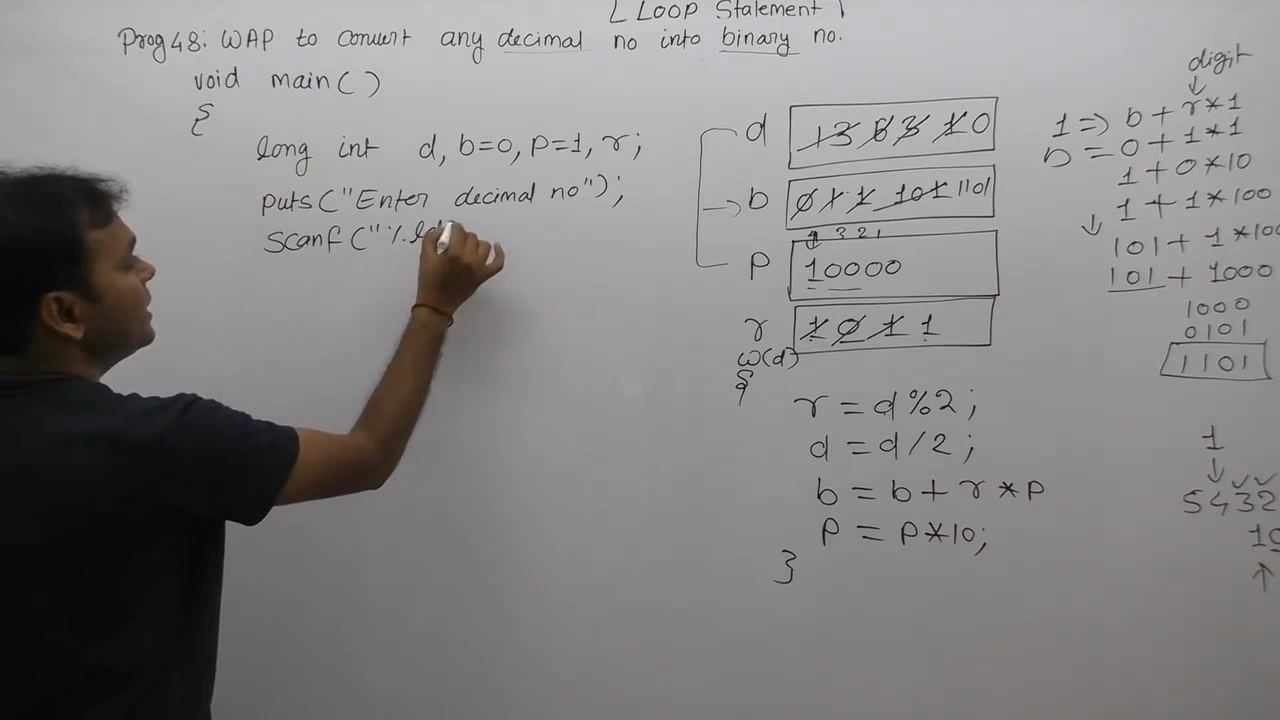 [ LOOP Statement ]
Prog 48: WAP to convert any decimal no into binary no.
void main( )
{
long int d, b=0, P=1, r;
puts("Enter decimal no");
scanf("%ld
d 13 6 3 1 0
b 0 1 1 101 1101
4 3 2 1
P 10000
r 1 0 1 1
w(d)
{
r = d%2;
d = d/2;
b = b + r*P
P = P*10;
}
digit
1 => b + r*1
b = 0 + 1*1
1 + 0*10
1 + 1*100
101 + 1*100
101 + 1000
1000
0101
1101
1
5432
10